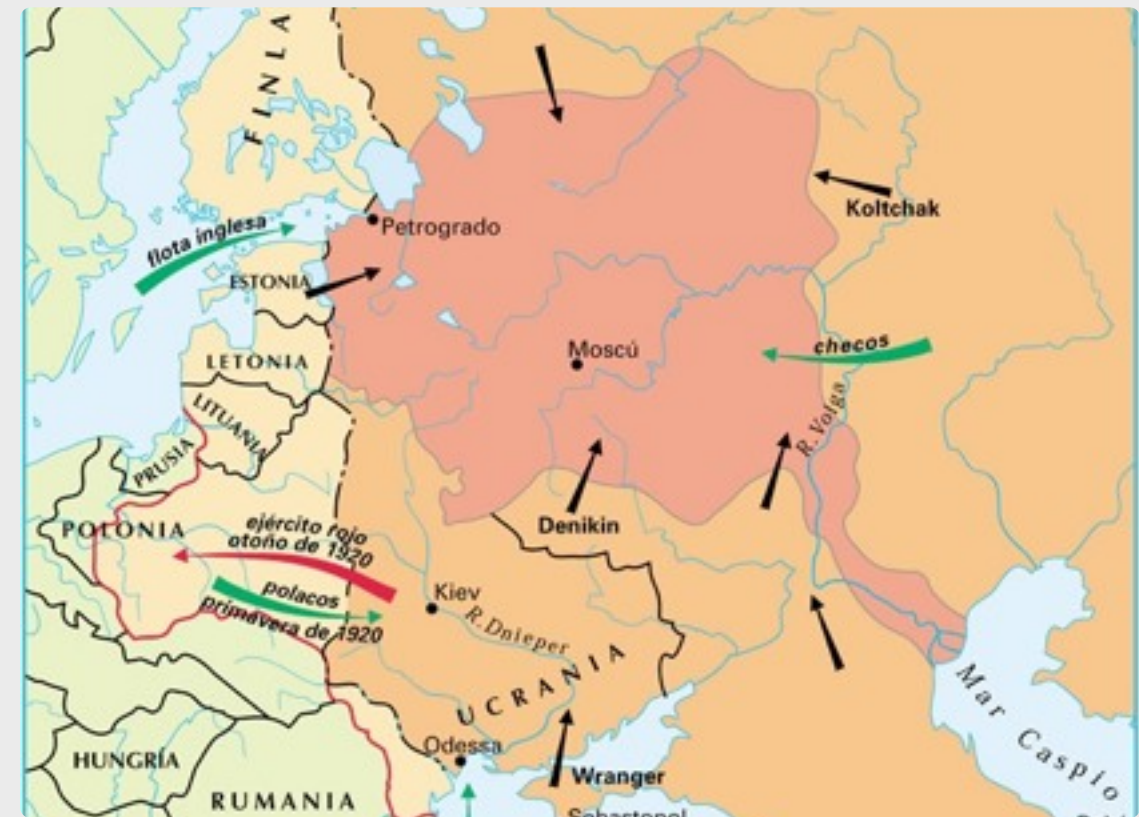 FINLA
flota inglesa
Petrogrado
Koltchak
ESTONIA
LETONIA
Moscú
checos
LITUANIA
PRUSIA
R. Volga
POLONIA
ejército rojo
otoño de 1920
Denikin
polacos
primavera de 1920
Kiev
R. Dnieper
UCRANIA
Mar Caspio
Odessa
HUNGRÍA
Wranger
RUMANIA
Sebastopol